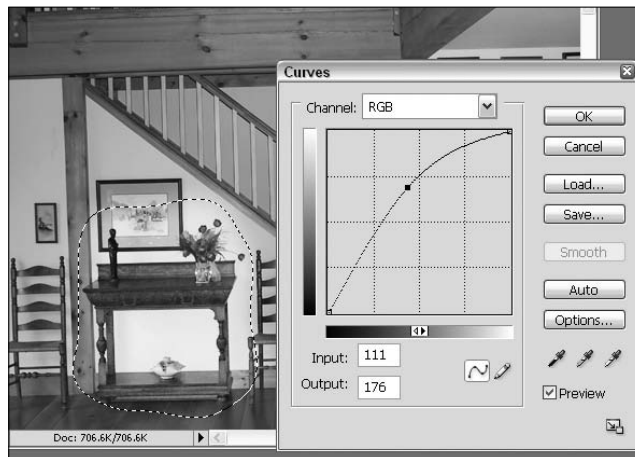 Curves
Channel: RGB
OK
Cancel
Load...
Save...
Smooth
Auto
Options...
Input: 111
Output: 176
Preview
Doc: 706.6K/706.6K